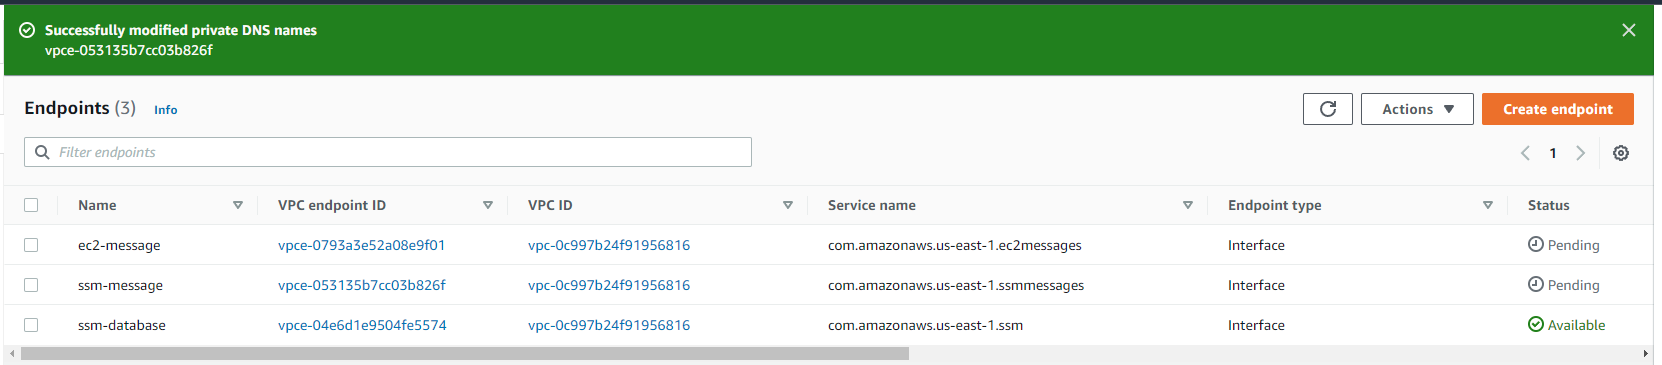 Successfully modified private DNS names
vpce-053135b7cc03b826f
Endpoints (3) Info
Actions
Create endpoint
Filter endpoints
1
Name VPC endpoint ID VPC ID Service name Endpoint type Status
ec2-message vpce-0793a3e52a08e9f01 vpc-0c997b24f91956816 com.amazonaws.us-east-1.ec2messages Interface Pending
ssm-message vpce-053135b7cc03b826f vpc-0c997b24f91956816 com.amazonaws.us-east-1.ssmmessages Interface Pending
ssm-database vpce-04e6d1e9504fe5574 vpc-0c997b24f91956816 com.amazonaws.us-east-1.ssm Interface Available